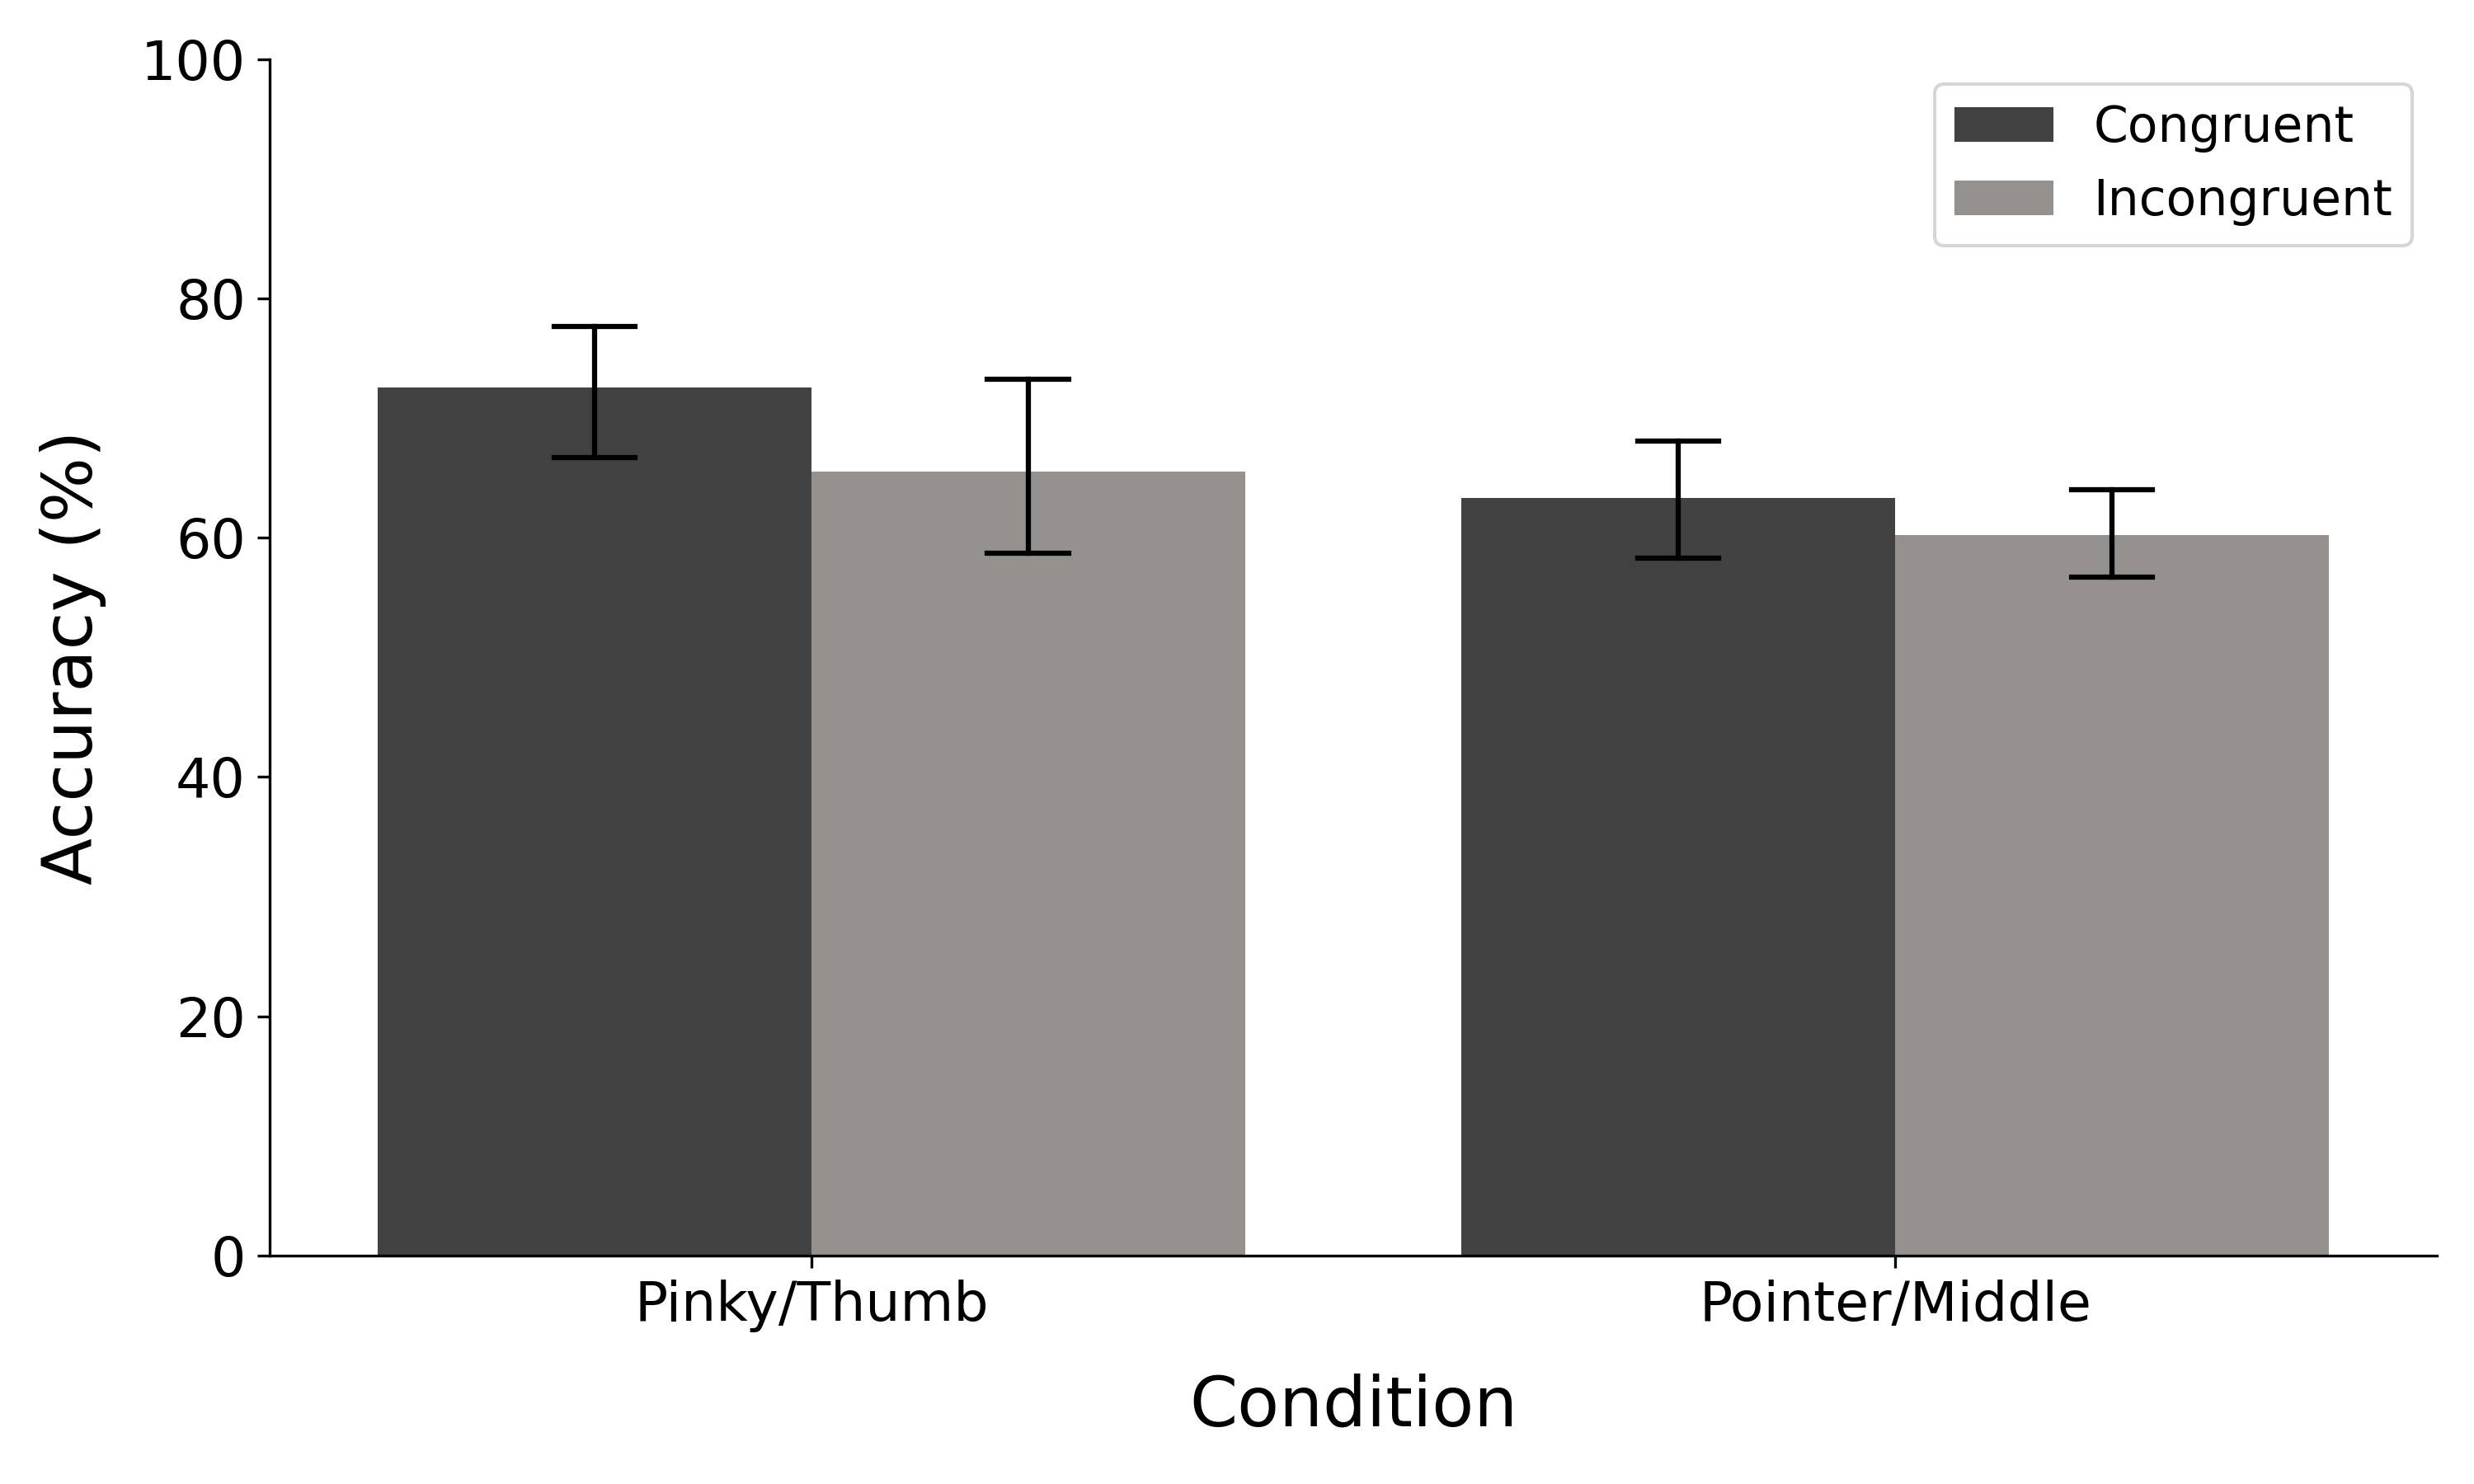 100
80
60
40
20
0
Accuracy (%)
Congruent
Incongruent
Pinky/Thumb
Pointer/Middle
Condition